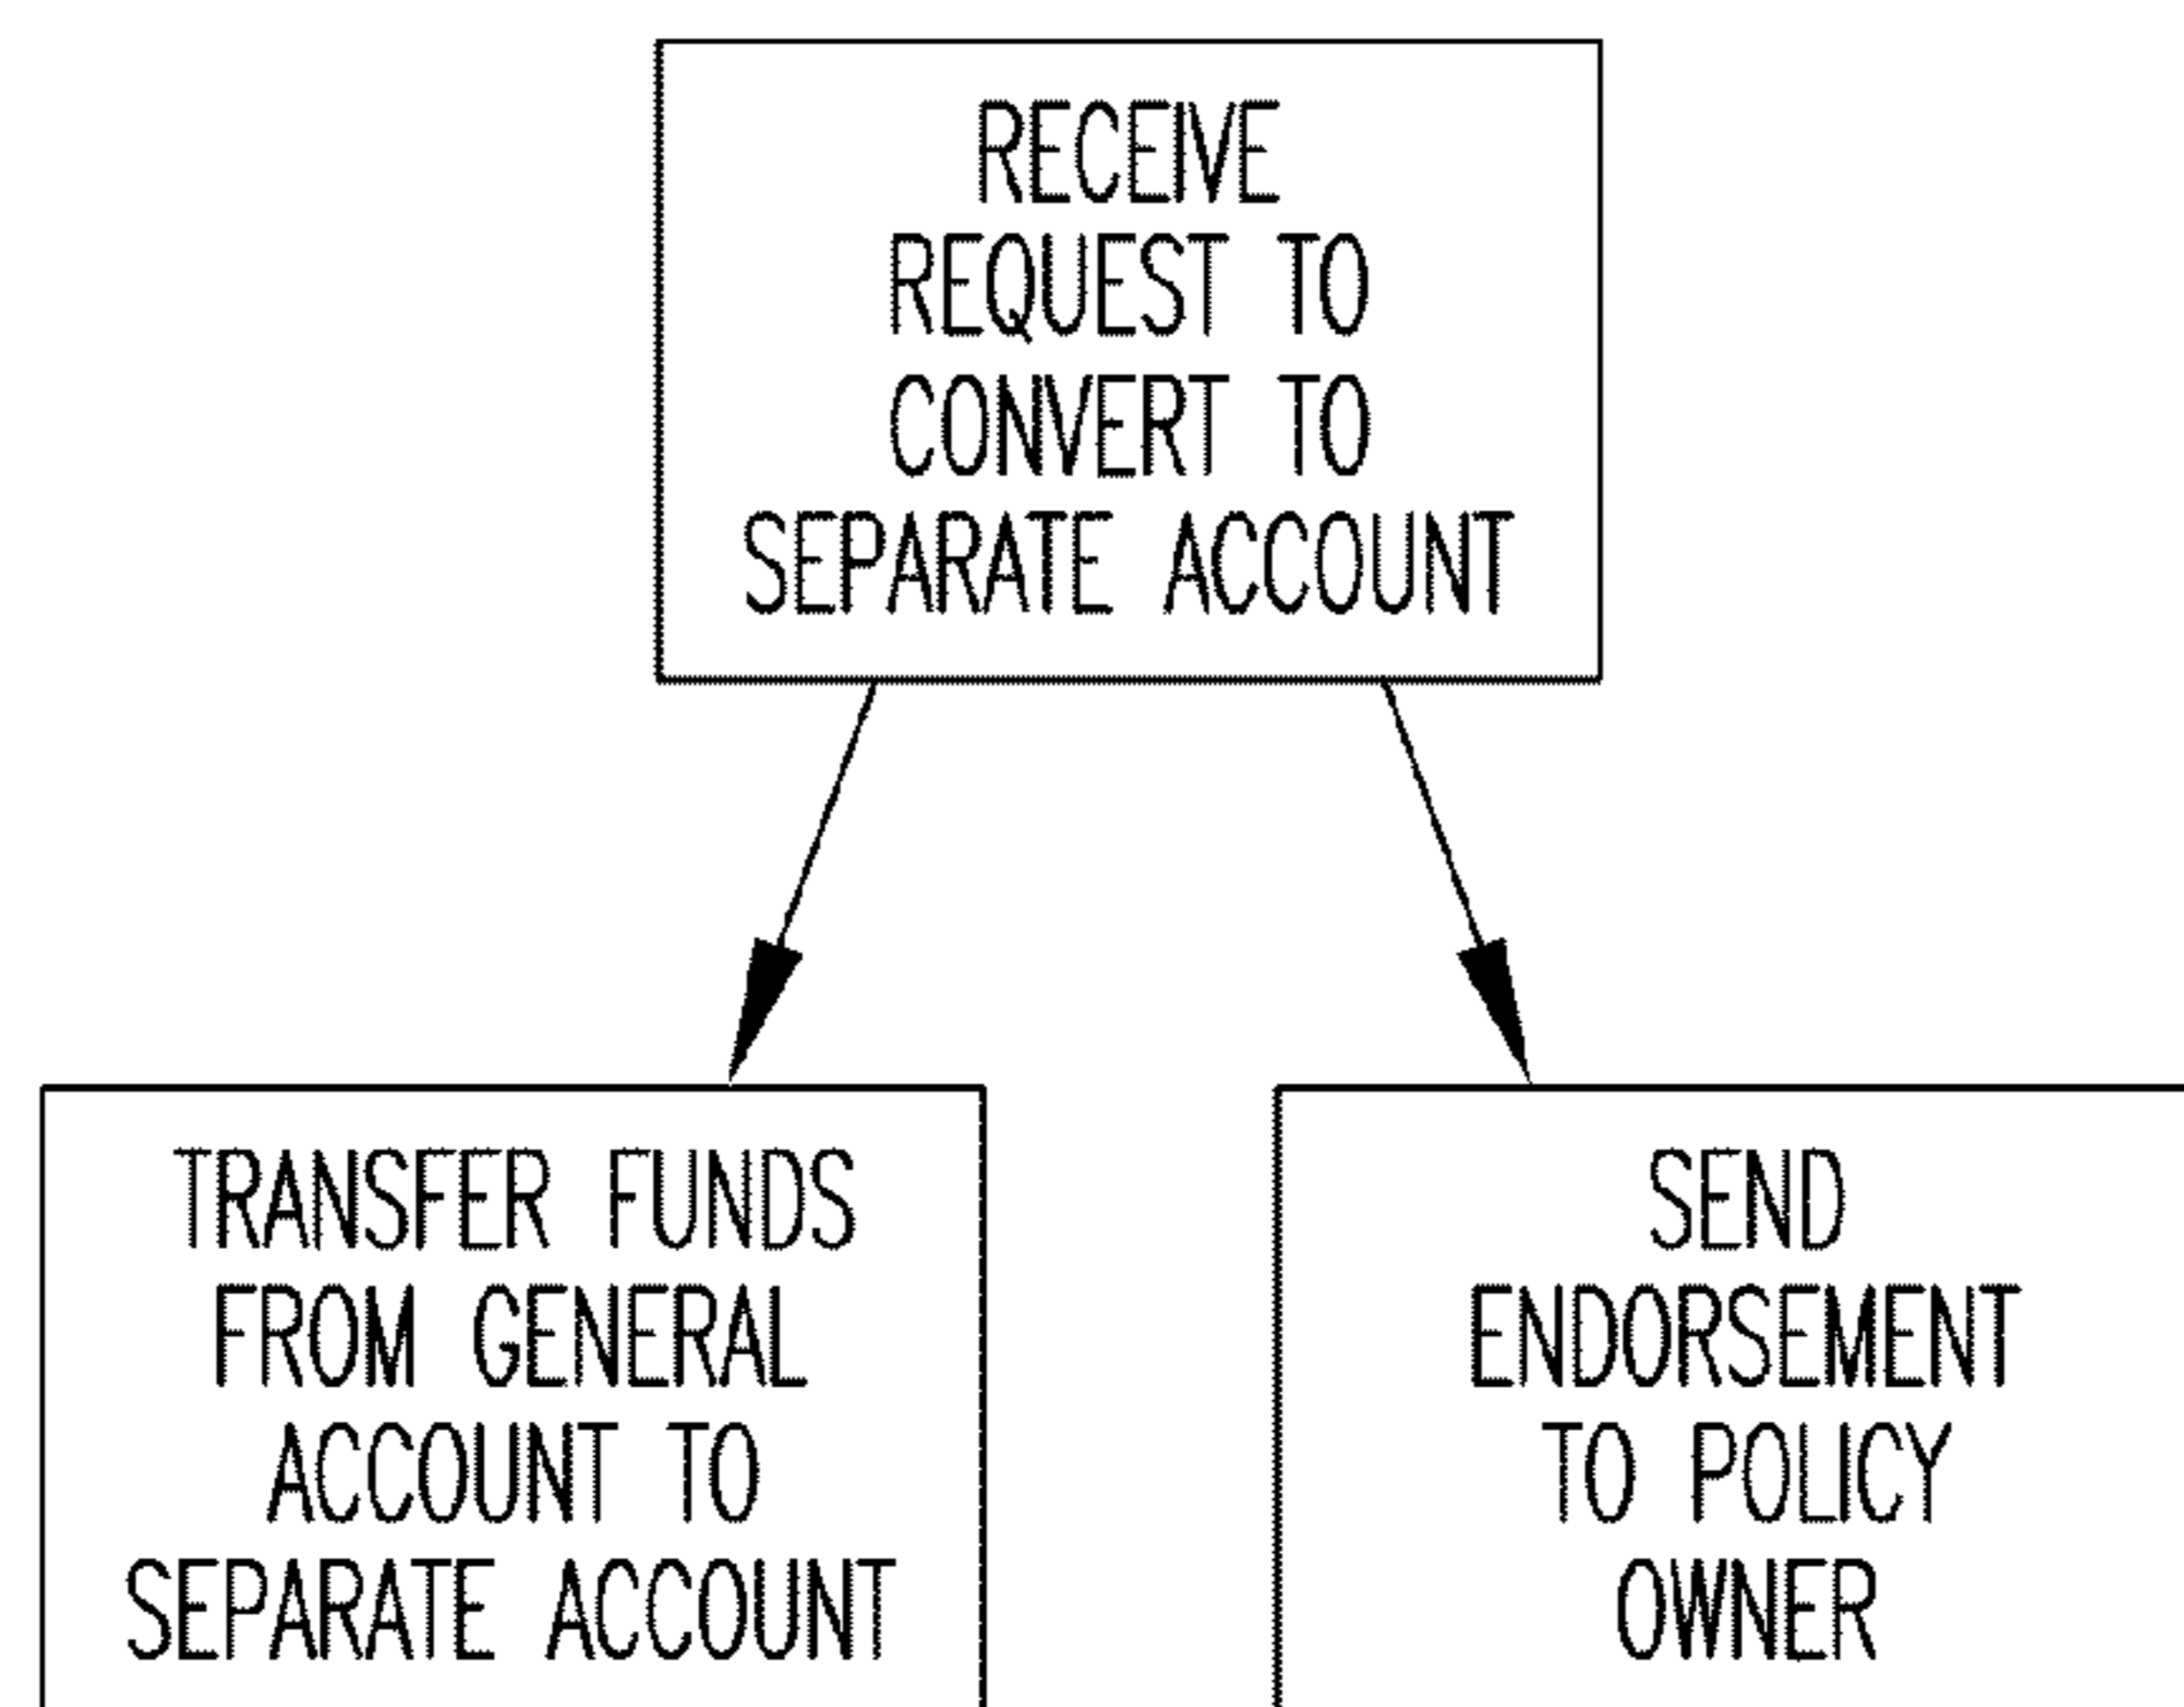 RECEIVE
REQUEST TO
CONVERT TO
SEPARATE ACCOUNT
TRANSFER FUNDS
FROM GENERAL
ACCOUNT TO
SEPARATE ACCOUNT
SEND
ENDORSEMENT
TO POLICY
OWNER